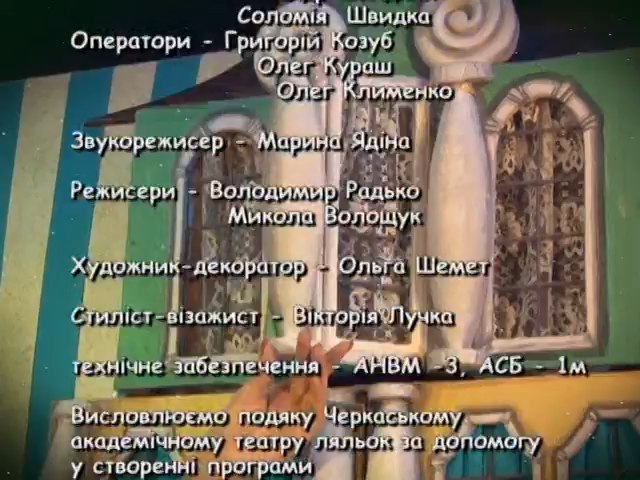 Соломія Швидка
Оператори - Григорій Козуб
Олег Кураш
Олег Клименко
Звукорежисер - Марина Ядіна
Режисери - Володимир Радько
Микола Волощук
Художник-декоратор - Ольга Шемет
Стиліст-візажист - Вікторія Лучка
технічне забезпечення - АНВМ -3, АСБ - 1м
Висловлюємо подяку Черкаському
академічному театру ляльок за допомогу
у створенні програми